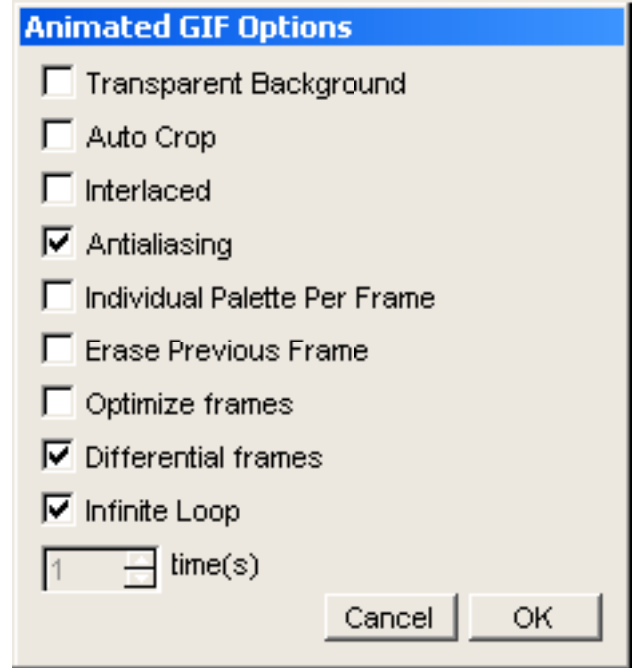 Animated GIF Options
Transparent Background
Auto Crop
Interlaced
Antialiasing
Individual Palette Per Frame
Erase Previous Frame
Optimize frames
Differential frames
Infinite Loop
1 time(s)
Cancel OK